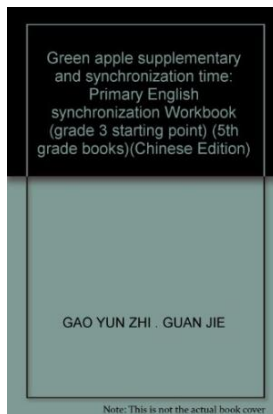 Green apple supplementary
and synchronization time:
Primary English
synchronization Workbook
(grade 3 starting point) (5th
grade books)(Chinese Edition)
GAO YUN ZHI . GUAN JIE
Note: This is not the actual book cover